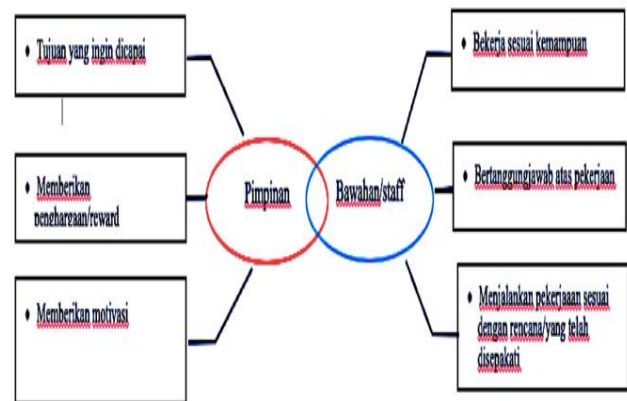 • Tujuan yang ingin dicapai
• Memberikan
penghargaan/reward
• Memberikan motivasi
Pimpinan
Bawahan/staff
• Bekerja sesuai kemampuan
• Bertanggungjawab atas pekerjaan
• Menjalankan pekerjaaan sesuai
dengan rencana/yang telah
disepakati